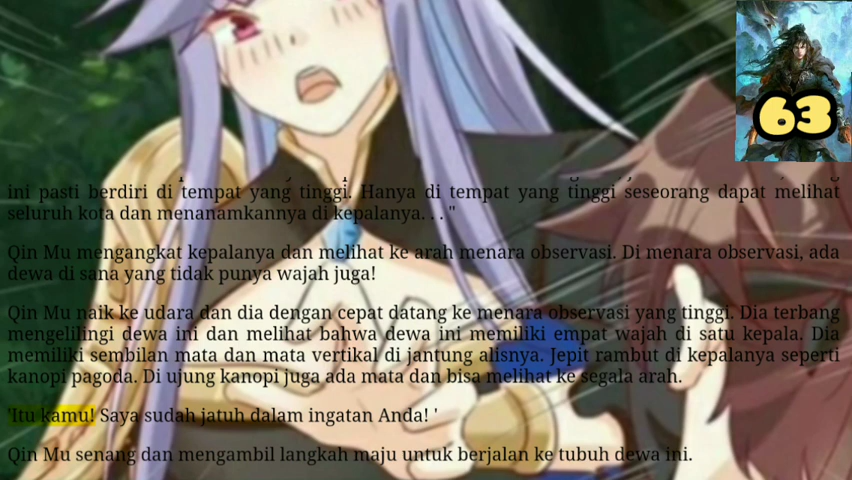 63
ini pasti berdiri di tempat yang tinggi. Hanya di tempat yang tinggi seseorang dapat melihat
seluruh kota dan menanamkannya di kepalanya. . . "
Qin Mu mengangkat kepalanya dan melihat ke arah menara observasi. Di menara observasi, ada
dewa di sana yang tidak punya wajah juga!
Qin Mu naik ke udara dan dia dengan cepat datang ke menara observasi yang tinggi. Dia terbang
mengelilingi dewa ini dan melihat bahwa dewa ini memiliki empat wajah di satu kepala. Dia
memiliki sembilan mata dan mata vertikal di jantung alisnya. Jepit rambut di kepalanya seperti
kanopi pagoda. Di ujung kanopi juga ada mata dan bisa melihat ke segala arah.
'Itu kamu! Saya sudah jatuh dalam ingatan Anda! '
Qin Mu senang dan mengambil langkah maju untuk berjalan ke tubuh dewa ini.